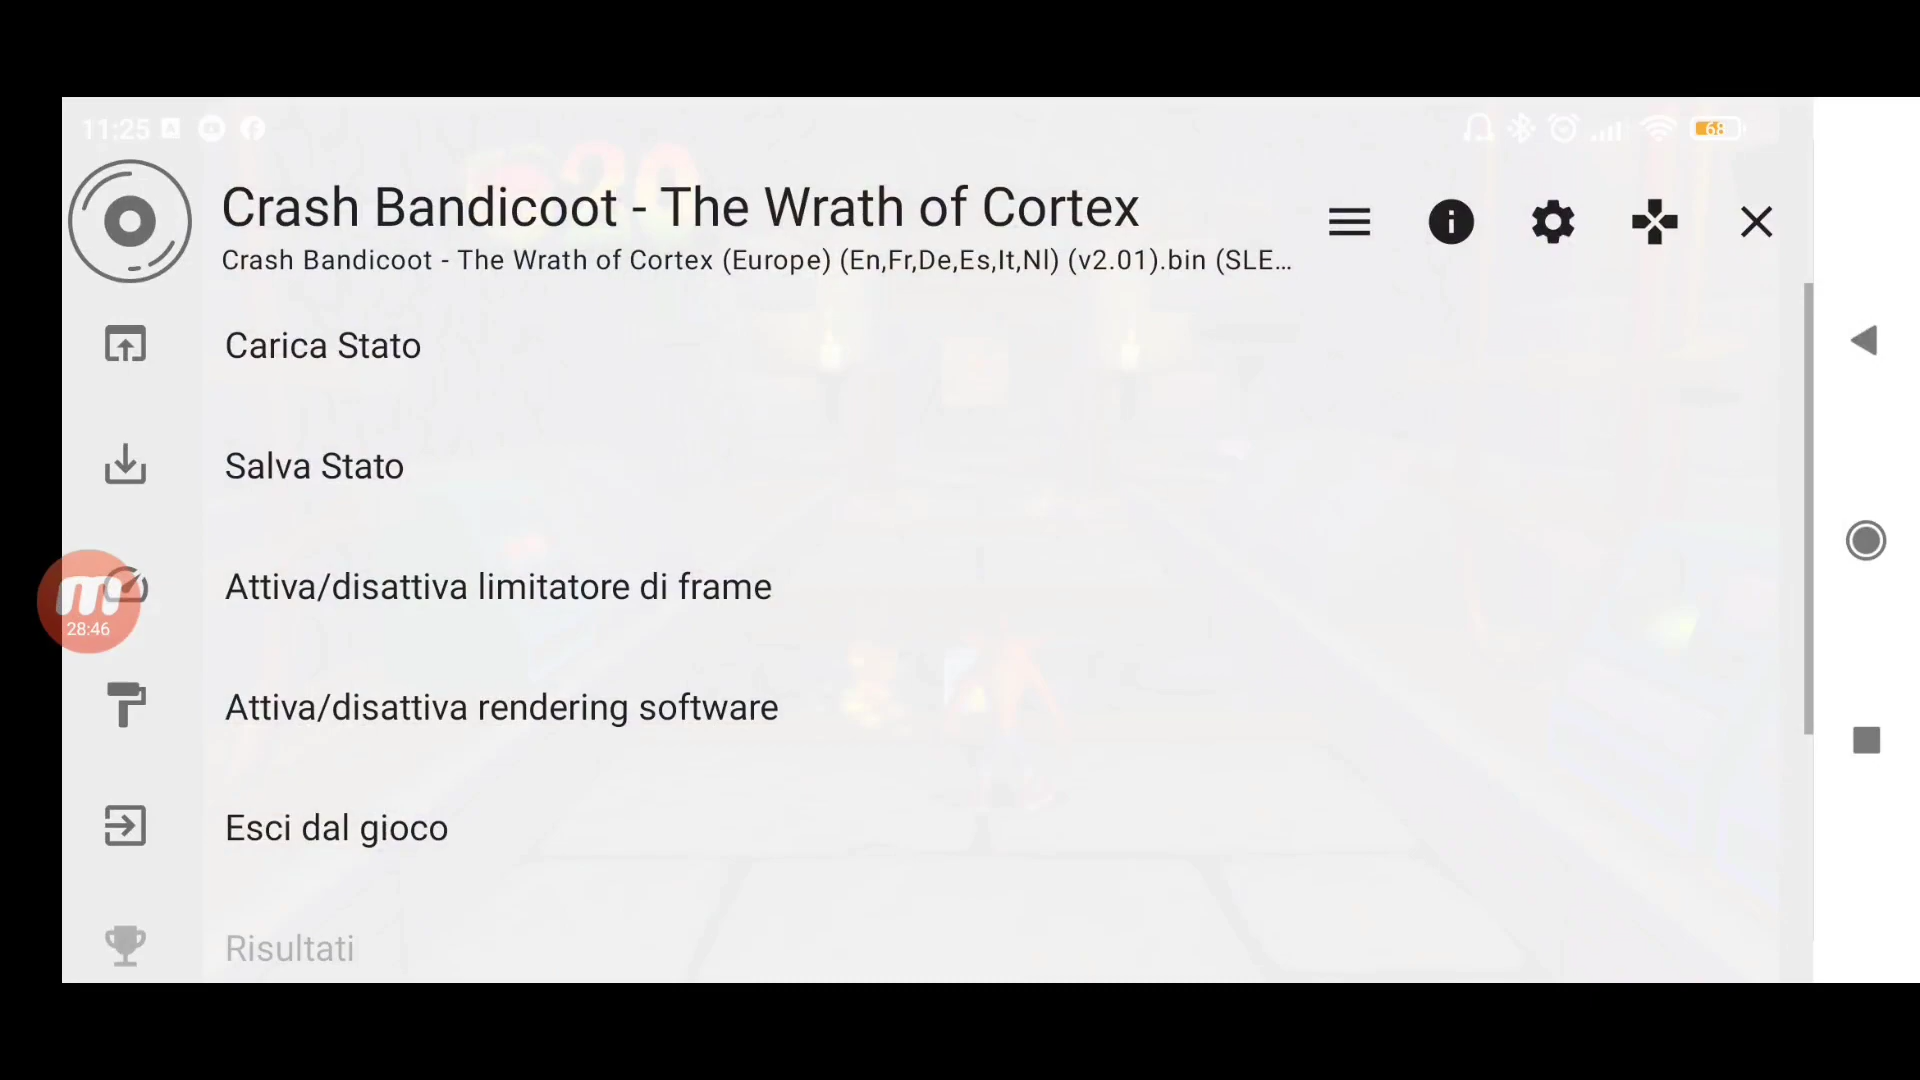 11:25
68
Crash Bandicoot - The Wrath of Cortex
Crash Bandicoot - The Wrath of Cortex (Europe) (En,Fr,De,Es,It,Nl) (v2.01).bin (SLE...
Carica Stato
Salva Stato
Attiva/disattiva limitatore di frame
28:46
Attiva/disattiva rendering software
Esci dal gioco
Risultati